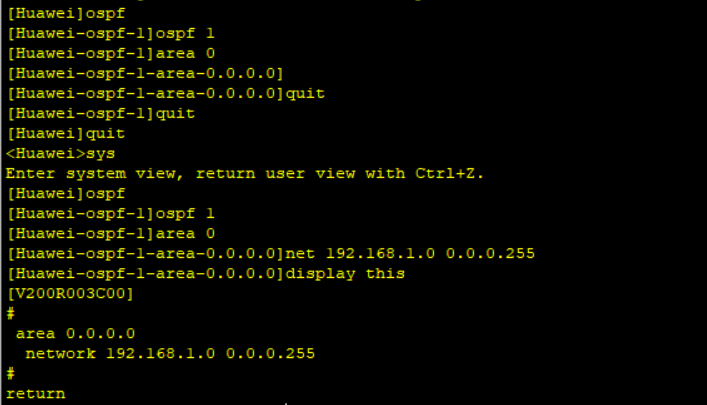 [Huawei]ospf
[Huawei-ospf-1]ospf 1
[Huawei-ospf-1]area 0
[Huawei-ospf-1-area-0.0.0.0]
[Huawei-ospf-1-area-0.0.0.0]quit
[Huawei-ospf-1]quit
[Huawei]quit
<Huawei>sys
Enter system view, return user view with Ctrl+Z.
[Huawei]ospf
[Huawei-ospf-1]ospf 1
[Huawei-ospf-1]area 0
[Huawei-ospf-1-area-0.0.0.0]net 192.168.1.0 0.0.0.255
[Huawei-ospf-1-area-0.0.0.0]display this
[V200R003C00]
#
 area 0.0.0.0
  network 192.168.1.0 0.0.0.255
#
return